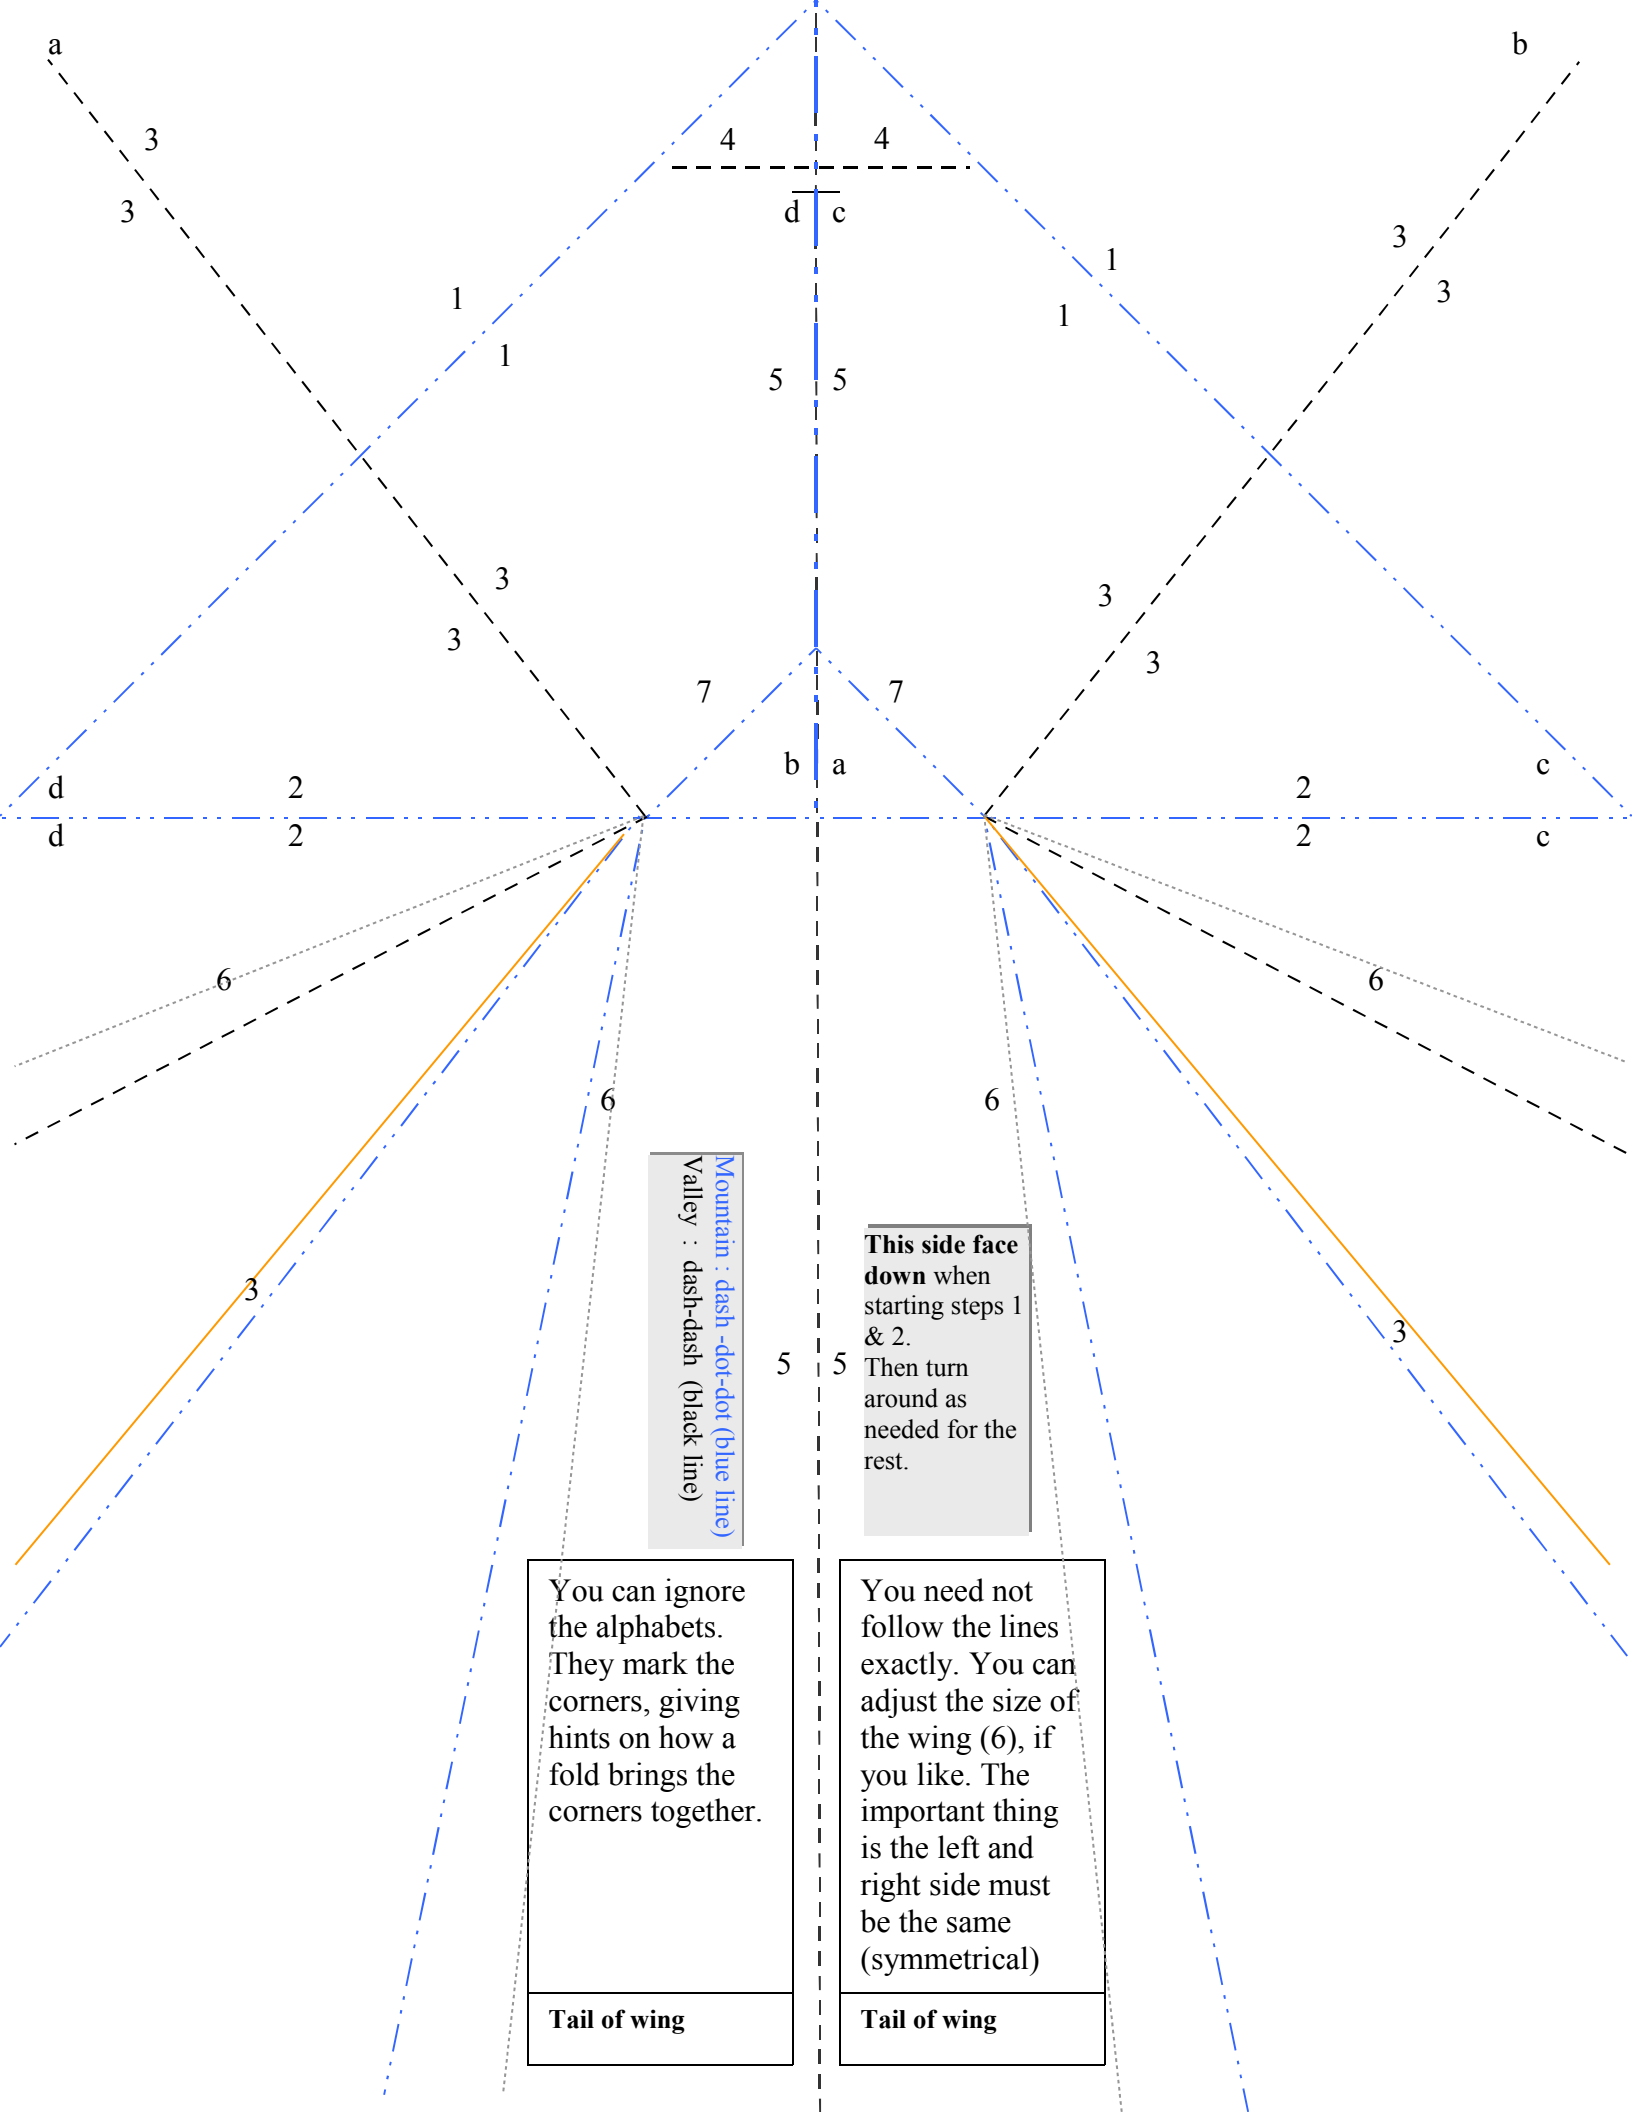 a
b
3
4
4
3
d
c
3
1
3
1
1
1
5
5
3
3
3
3
7
7
b
a
d
2
2
c
d
2
2
c
6
6
6
6
Mountain : dash -dot-dot (blue line)
Valley : dash-dash (black line)
This side face
down when
starting steps 1
& 2.
Then turn
around as
needed for the
rest.
3
3
5
5
You can ignore
the alphabets.
They mark the
corners, giving
hints on how a
fold brings the
corners together.
Tail of wing
You need not
follow the lines
exactly. You can
adjust the size of
the wing (6), if
you like. The
important thing
is the left and
right side must
be the same
(symmetrical)
Tail of wing